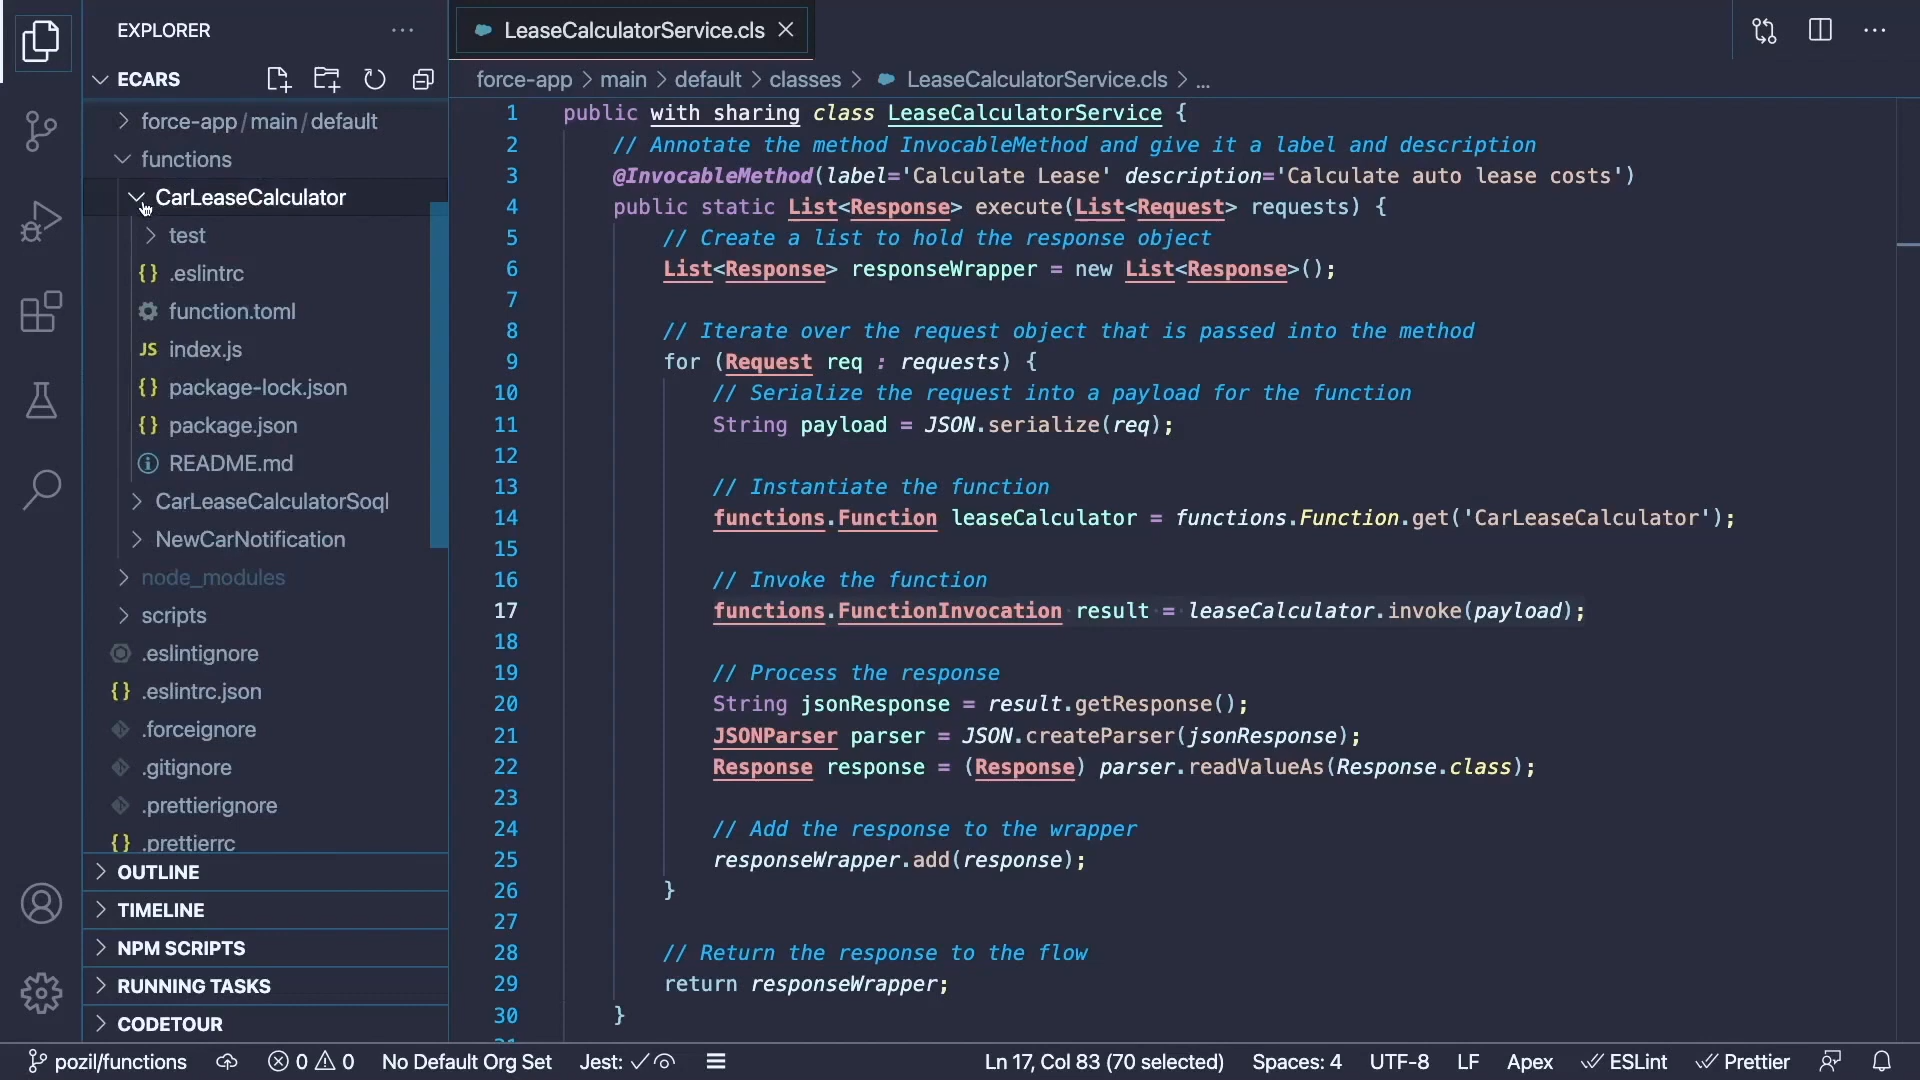 EXPLORER
ECARS
force-app/main/default
functions
CarLeaseCalculator
test
.eslintrc
function.toml
JS index.js
package-lock.json
package.json
README.md
CarLeaseCalculatorSoql
NewCarNotification
node_modules
scripts
.eslintignore
.eslintrc.json
.forceignore
.gitignore
.prettierignore
.prettierrc
OUTLINE
TIMELINE
NPM SCRIPTS
RUNNING TASKS
CODETOUR
LeaseCalculatorService.cls
force-app > main > default > classes > LeaseCalculatorService.cls > ...
1 public with sharing class LeaseCalculatorService {
2 // Annotate the method InvocableMethod and give it a label and description
3 @InvocableMethod(label='Calculate Lease' description='Calculate auto lease costs')
4 public static List<Response> execute(List<Request> requests) {
5 // Create a list to hold the response object
6 List<Response> responseWrapper = new List<Response>();
7
8 // Iterate over the request object that is passed into the method
9 for (Request req : requests) {
10 // Serialize the request into a payload for the function
11 String payload = JSON.serialize(req);
12
13 // Instantiate the function
14 functions.Function leaseCalculator = functions.Function.get('CarLeaseCalculator');
15
16 // Invoke the function
17 functions.FunctionInvocation result = leaseCalculator.invoke(payload);
18
19 // Process the response
20 String jsonResponse = result.getResponse();
21 JSONParser parser = JSON.createParser(jsonResponse);
22 Response response = (Response) parser.readValueAs(Response.class);
23
24 // Add the response to the wrapper
25 responseWrapper.add(response);
26 }
27
28 // Return the response to the flow
29 return responseWrapper;
30 }
pozil/functions 0 0 No Default Org Set Jest: Ln 17, Col 83 (70 selected) Spaces: 4 UTF-8 LF Apex ESLint Prettier